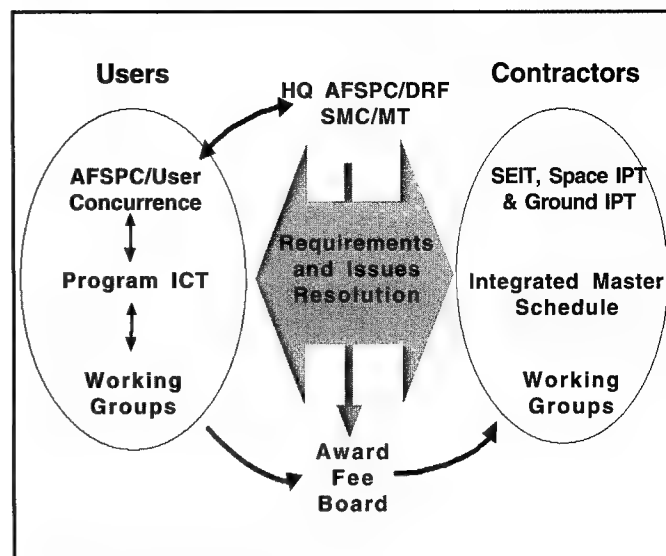 Users
HQ AFSPC/DRF
SMC/MT
Contractors
AFSPC/User
Concurrence
Program ICT
Working
Groups
Requirements
and Issues
Resolution
SEIT, Space IPT
& Ground IPT
Integrated Master
Schedule
Working
Groups
Award
Fee
Board